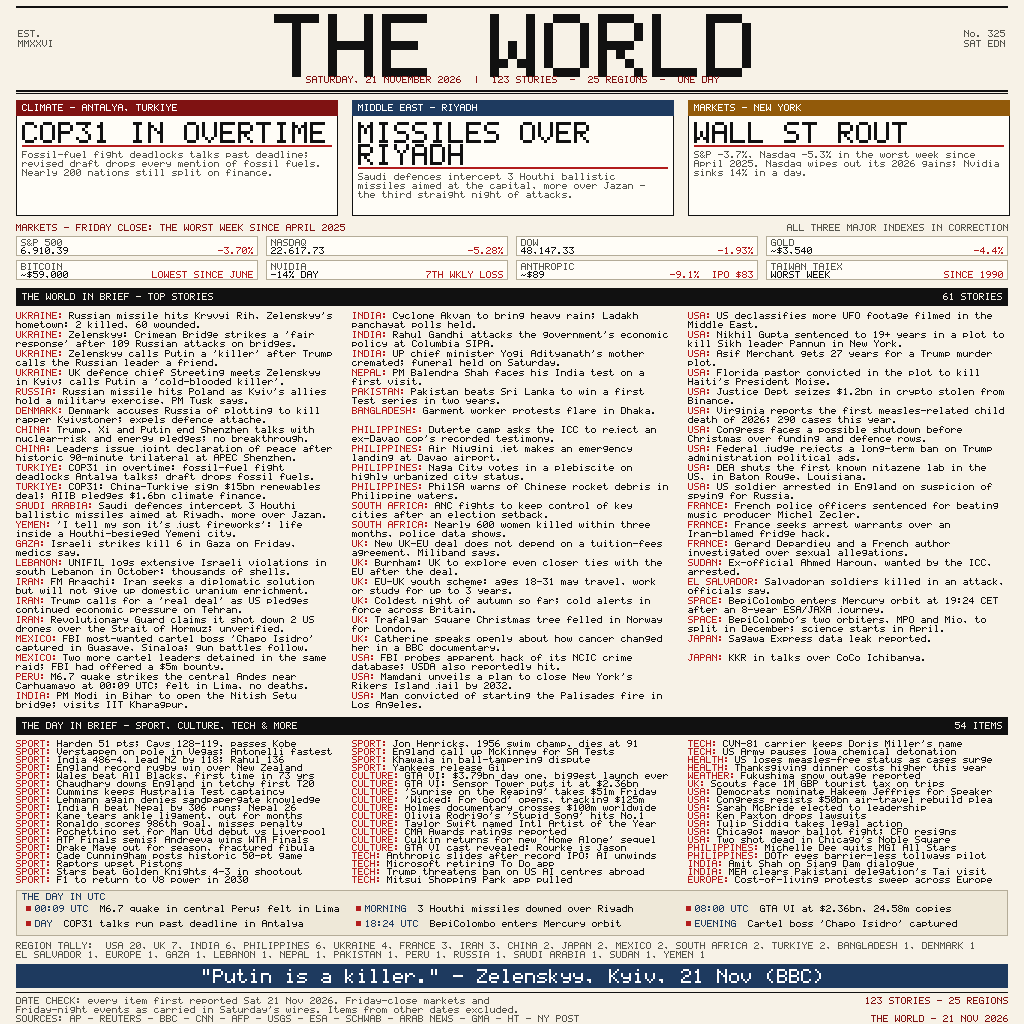 EST.
MMXXVI
THE WORLD
No. 325
SAT EDN
SATURDAY, 21 NOVEMBER 2026 | 123 STORIES - 25 REGIONS - ONE DAY
CLIMATE - ANTALYA, TURKIYE
COP31 IN OVERTIME
Fossil-fuel fight deadlocks talks past deadline;
revised draft drops every mention of fossil fuels.
Nearly 200 nations still split on finance.
MIDDLE EAST - RIYADH
MISSILES OVER
RIYADH
Saudi defences intercept 3 Houthi ballistic
missiles aimed at the capital, more over Jazan -
the third straight night of attacks.
MARKETS - NEW YORK
WALL ST ROUT
S&P -3.7%, Nasdaq -5.3% in the worst week since
April 2025. Nasdaq wipes out its 2026 gains; Nvidia
sinks 14% in a day.
MARKETS - FRIDAY CLOSE: THE WORST WEEK SINCE APRIL 2025
ALL THREE MAJOR INDEXES IN CORRECTION
S&P 500
6,910.39 -3.70%
NASDAQ
22,617.73 -5.28%
DOW
48,147.33 -1.93%
GOLD
~$3,540 -4.4%
BITCOIN
~$59,000 LOWEST SINCE JUNE
NVIDIA
-14% DAY 7TH WKLY LOSS
ANTHROPIC
~$89 -9.1% IPO $83
TAIWAN TAIEX
WORST WEEK SINCE 1990
THE WORLD IN BRIEF - TOP STORIES
61 STORIES
UKRAINE: Russian missile hits Kryvyi Rih, Zelenskyy's
hometown: 2 killed, 60 wounded.
UKRAINE: Zelenskyy: Crimean Bridge strikes a 'fair
response' after 109 Russian attacks on bridges.
UKRAINE: Zelenskyy calls Putin a 'killer' after Trump
calls the Russian leader a friend.
UKRAINE: UK defence chief Streeting meets Zelenskyy
in Kyiv; calls Putin a 'cold-blooded killer'.
RUSSIA: Russian missile hits Poland as Kyiv's allies
hold a military exercise, PM Tusk says.
DENMARK: Denmark accuses Russia of plotting to kill
rapper Kyivstoner; expels defence attache.
CHINA: Trump, Xi and Putin end Shenzhen talks with
nuclear-risk and energy pledges; no breakthrough.
CHINA: Leaders issue joint declaration of peace after
historic 90-minute trilateral at APEC Shenzhen.
TURKIYE: COP31 in overtime: fossil-fuel fight
deadlocks Antalya talks; draft drops fossil fuels.
TURKIYE: COP31: China-Turkiye sign $15bn renewables
deal; AIIB pledges $1.6bn climate finance.
SAUDI ARABIA: Saudi defences intercept 3 Houthi
ballistic missiles aimed at Riyadh, more over Jazan.
YEMEN: 'I tell my son it's just fireworks': life
inside a Houthi-besieged Yemeni city.
GAZA: Israeli strikes kill 6 in Gaza on Friday,
medics say.
LEBANON: UNIFIL logs extensive Israeli violations in
south Lebanon in October: thousands of shells.
IRAN: FM Araqchi: Iran seeks a diplomatic solution
but will not give up domestic uranium enrichment.
IRAN: Trump calls for a 'real deal' as US pledges
continued economic pressure on Tehran.
IRAN: Revolutionary Guard claims it shot down 2 US
drones over the Strait of Hormuz; unverified.
MEXICO: FBI most-wanted cartel boss 'Chapo Isidro'
captured in Guasave, Sinaloa; gun battles follow.
MEXICO: Two more cartel leaders detained in the same
raid; FBI had offered a $5m bounty.
PERU: M6.7 quake strikes the central Andes near
Carhuamayo at 00:09 UTC; felt in Lima, no deaths.
INDIA: PM Modi in Bihar to open the Nitish Setu
bridge; visits IIT Kharagpur.
INDIA: Cyclone Akvan to bring heavy rain; Ladakh
panchayat polls held.
INDIA: Rahul Gandhi attacks the government's economic
policy at Columbia SIPA.
INDIA: UP chief minister Yogi Adityanath's mother
cremated; funeral held on Saturday.
NEPAL: PM Balendra Shah faces his India test on a
first visit.
PAKISTAN: Pakistan beats Sri Lanka to win a first
Test series in two years.
BANGLADESH: Garment worker protests flare in Dhaka.
PHILIPPINES: Duterte camp asks the ICC to reject an
ex-Davao cop's recorded testimony.
PHILIPPINES: Air Niugini jet makes an emergency
landing at Davao airport.
PHILIPPINES: Naga City votes in a plebiscite on
highly urbanized city status.
PHILIPPINES: PhilSA warns of Chinese rocket debris in
Philippine waters.
SOUTH AFRICA: ANC fights to keep control of key
cities after an election setback.
SOUTH AFRICA: Nearly 600 women killed within three
months, police data shows.
UK: New UK-EU deal does not depend on a tuition-fees
agreement, Miliband says.
UK: Burnham: UK to explore even closer ties with the
EU after the deal.
UK: EU-UK youth scheme: ages 18-31 may travel, work
or study for up to 3 years.
UK: Coldest night of autumn so far; cold alerts in
force across Britain.
UK: Trafalgar Square Christmas tree felled in Norway
for London.
UK: Catherine speaks openly about how cancer changed
her in a BBC documentary.
USA: FBI probes apparent hack of its NCIC crime
database; USDA also reportedly hit.
USA: Mamdani unveils a plan to close New York's
Rikers Island jail by 2032.
USA: Man convicted of starting the Palisades fire in
Los Angeles.
USA: US declassifies more UFO footage filmed in the
Middle East.
USA: Nikhil Gupta sentenced to 19+ years in a plot to
kill Sikh leader Pannun in New York.
USA: Asif Merchant gets 27 years for a Trump murder
plot.
USA: Florida pastor convicted in the plot to kill
Haiti's President Moise.
USA: Justice Dept seizes $1.2bn in crypto stolen from
Binance.
USA: Virginia reports the first measles-related child
death of 2026; 290 cases this year.
USA: Congress faces a possible shutdown before
Christmas over funding and defence rows.
USA: Federal judge rejects a long-term ban on Trump
administration political ads.
USA: DEA shuts the first known nitazene lab in the
US, in Baton Rouge, Louisiana.
USA: US soldier arrested in England on suspicion of
spying for Russia.
FRANCE: French police officers sentenced for beating
music producer Michel Zecler.
FRANCE: France seeks arrest warrants over an
Iran-blamed fridge hack.
FRANCE: Gerard Depardieu and a French author
investigated over sexual allegations.
SUDAN: Ex-official Ahmed Haroun, wanted by the ICC,
arrested.
EL SALVADOR: Salvadoran soldiers killed in an attack,
officials say.
SPACE: BepiColombo enters Mercury orbit at 19:24 CET
after an 8-year ESA/JAXA journey.
SPACE: BepiColombo's two orbiters, MPO and Mio, to
split in December; science starts in April.
JAPAN: Sagawa Express data leak reported.
JAPAN: KKR in talks over CoCo Ichibanya.
THE DAY IN BRIEF - SPORT, CULTURE, TECH & MORE
54 ITEMS
SPORT: Harden 51 pts; Cavs 128-119, passes Kobe
SPORT: Verstappen on pole in Vegas; Antonelli fastest
SPORT: India 486-4, lead NZ by 118; Rahul 136
SPORT: England record rugby win over New Zealand
SPORT: Wales beat All Blacks, first time in 73 yrs
SPORT: Chaudhary downs England in tetchy first T20
SPORT: Cummins keeps Australia Test captaincy
SPORT: Lehmann again denies sandpapergate knowledge
SPORT: India A beat Nepal by 306 runs; Nepal 26
SPORT: Kane tears ankle ligament, out for months
SPORT: Ronaldo scores 986th goal, misses penalty
SPORT: Pochettino set for Man Utd debut vs Liverpool
SPORT: ATP Finals semis; Andreeva wins WTA Finals
SPORT: Drake Maye out for season, fractured fibula
SPORT: Cade Cunningham posts historic 50-pt game
SPORT: Raptors upset Pistons
SPORT: Stars beat Golden Knights 4-3 in shootout
SPORT: F1 to return to V8 power in 2030
SPORT: Jon Henricks, 1956 swim champ, dies at 91
SPORT: England call up McKinney for SA Tests
SPORT: Khawaja in ball-tampering dispute
SPORT: Yankees release Gil
CULTURE: GTA VI: $3.79bn day one, biggest launch ever
CULTURE: GTA VI: Sensor Tower puts it at $2.36bn
CULTURE: 'Sunrise on the Reaping' takes $51m Friday
CULTURE: 'Wicked: For Good' opens, tracking $125m
CULTURE: Holmes documentary crosses $100m worldwide
CULTURE: Olivia Rodrigo's 'Stupid Song' hits No.1
CULTURE: Taylor Swift named Intl Artist of the Year
CULTURE: CMA Awards ratings reported
CULTURE: Culkin returns for new 'Home Alone' sequel
CULTURE: GTA VI cast revealed; Rourke is Jason
TECH: Anthropic slides after record IPO; AI unwinds
TECH: Microsoft retiring To Do app
TECH: Trump threatens ban on US AI centres abroad
TECH: Mitsui Shopping Park app pulled
TECH: CVN-81 carrier keeps Doris Miller's name
TECH: US Army pauses Iowa chemical detonation
HEALTH: US loses measles-free status as cases surge
HEALTH: Thanksgiving dinner costs higher this year
WEATHER: Fukushima snow outage reported
UK: Scouts face 1M GBP tourist tax on trips
USA: Democrats nominate Hakeem Jeffries for Speaker
USA: Congress resists $50bn air-travel rebuild plea
USA: Sarah McBride elected to leadership
USA: Ken Paxton drops lawsuits
USA: Tulip Siddiq takes legal action
USA: Chicago: mayor ballot fight; CFO resigns
USA: Two shot dead in Chicago's Noble Square
PHILIPPINES: Michelle Dee quits MGI All Stars
PHILIPPINES: DOTr eyes barrier-less tollways pilot
INDIA: Amit Shah on Siang Dam dialogue
INDIA: MEA clears Pakistani delegation's Taj visit
EUROPE: Cost-of-living protests sweep across Europe
THE DAY IN UTC
00:09 UTC M6.7 quake in central Peru; felt in Lima
MORNING 3 Houthi missiles downed over Riyadh
08:00 UTC GTA VI at $2.36bn, 24.58m copies
DAY COP31 talks run past deadline in Antalya
18:24 UTC BepiColombo enters Mercury orbit
EVENING Cartel boss 'Chapo Isidro' captured
REGION TALLY: USA 20, UK 7, INDIA 6, PHILIPPINES 6, UKRAINE 4, FRANCE 3, IRAN 3, CHINA 2, JAPAN 2, MEXICO 2, SOUTH AFRICA 2, TURKIYE 2, BANGLADESH 1, DENMARK 1
EL SALVADOR 1, EUROPE 1, GAZA 1, LEBANON 1, NEPAL 1, PAKISTAN 1, PERU 1, RUSSIA 1, SAUDI ARABIA 1, SUDAN 1, YEMEN 1
"Putin is a killer." - Zelenskyy, Kyiv, 21 Nov (BBC)
DATE CHECK: every item first reported Sat 21 Nov 2026. Friday-close markets and
Friday-night events as carried in Saturday's wires. Items from other dates excluded.
SOURCES: AP - REUTERS - BBC - CNN - AFP - USGS - ESA - SCHWAB - ARAB NEWS - GMA - HT - NY POST
123 STORIES - 25 REGIONS
THE WORLD - 21 NOV 2026